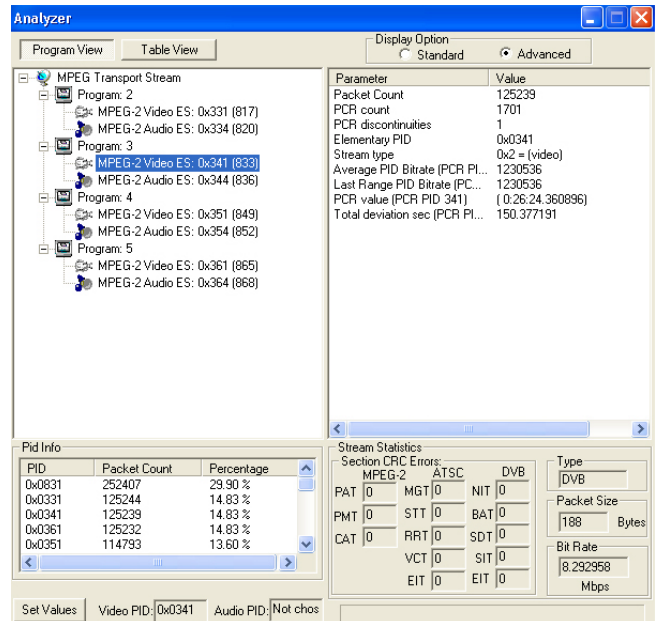 Analyzer
Program View
Table View
Display Option
Standard
Advanced
MPEG Transport Stream
Program: 2
MPEG-2 Video ES: 0x331 (817)
MPEG-2 Audio ES: 0x334 (820)
Program: 3
MPEG-2 Video ES: 0x341 (833)
MPEG-2 Audio ES: 0x344 (836)
Program: 4
MPEG-2 Video ES: 0x351 (849)
MPEG-2 Audio ES: 0x354 (852)
Program: 5
MPEG-2 Video ES: 0x361 (865)
MPEG-2 Audio ES: 0x364 (868)
Parameter Value
Packet Count 125239
PCR count 1701
PCR discontinuities 1
Elementary PID 0x0341
Stream type 0x2 = (video)
Average PID Bitrate (PCR PI... 1230536
Last Range PID Bitrate (PC... 1230536
PCR value (PCR PID 341) ( 0:26:24.360896)
Total deviation sec (PCR PI... 150.377191
Pid Info
PID Packet Count Percentage
0x0831 252407 29.90 %
0x0331 125244 14.83 %
0x0341 125239 14.83 %
0x0361 125232 14.83 %
0x0351 114793 13.60 %
Stream Statistics
Section CRC Errors:
MPEG-2 ATSC DVB
PAT 0 MGT 0 NIT 0
PMT 0 STT 0 BAT 0
CAT 0 RRT 0 SDT 0
VCT 0 SIT 0
EIT 0 EIT 0
Type
DVB
Packet Size
188 Bytes
Bit Rate
8.292958
Mbps
Set Values Video PID: 0x0341 Audio PID: Not chos